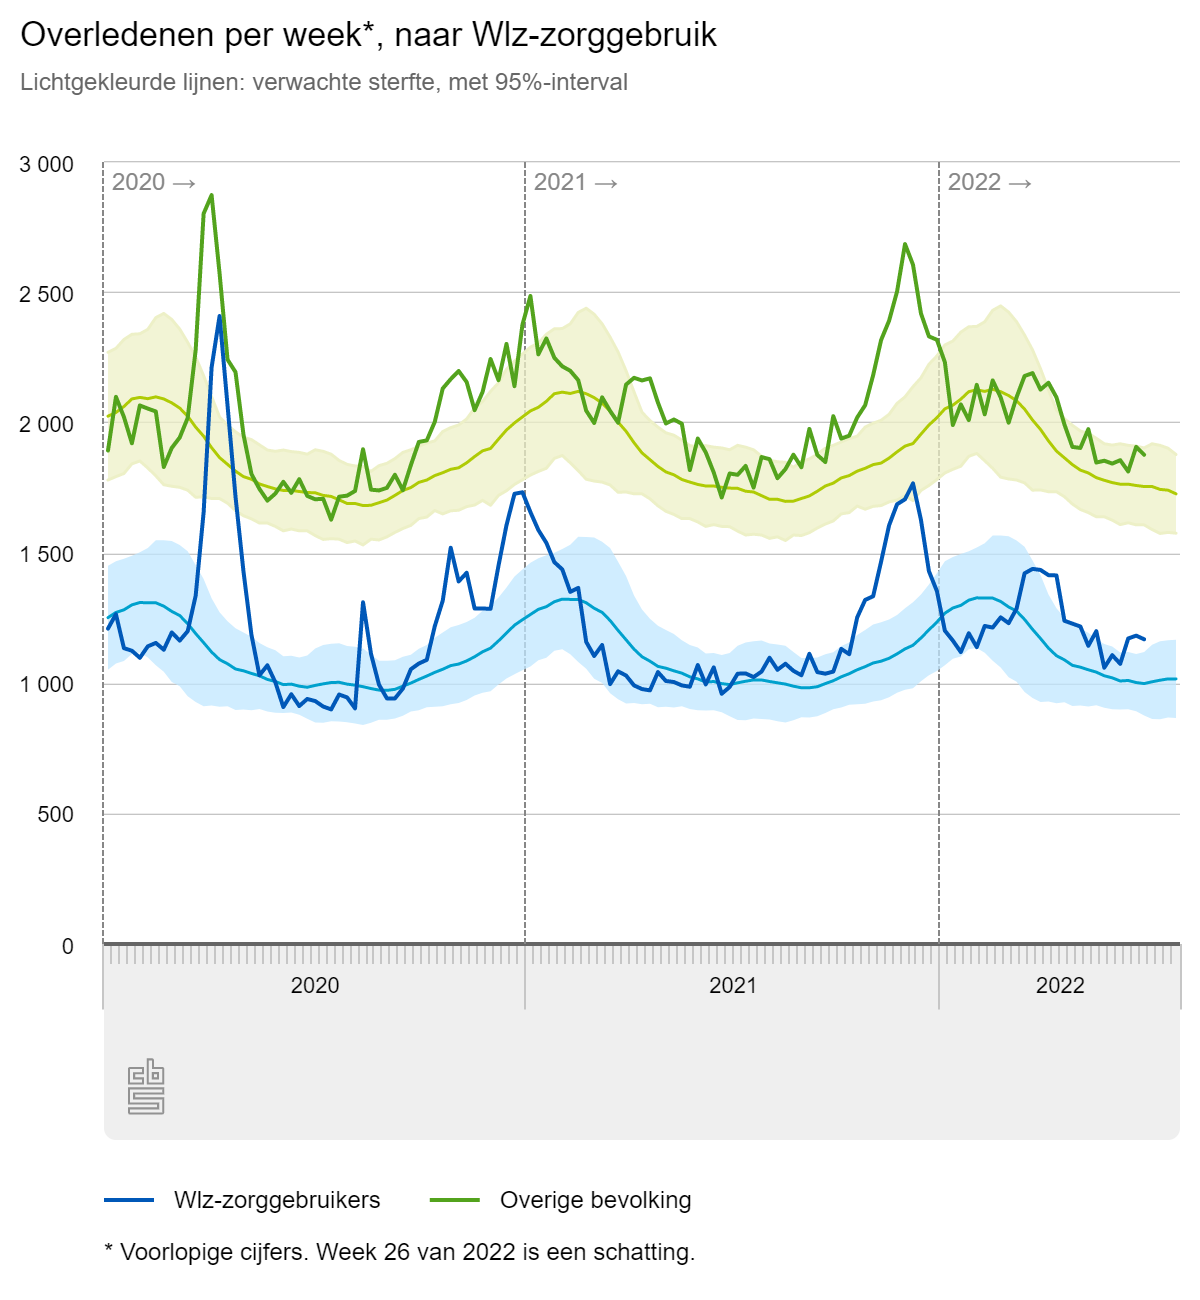 Overledenen per week*, naar Wlz-zorggebruik
Lichtgekleurde lijnen: verwachte sterfte, met 95%-interval
3 000
2020 →
2021 →
2022 →
2 500
2 000
1 500
1 000
500
0
2020
2021
2022
cbs
Wlz-zorggebruikers
Overige bevolking
* Voorlopige cijfers. Week 26 van 2022 is een schatting.